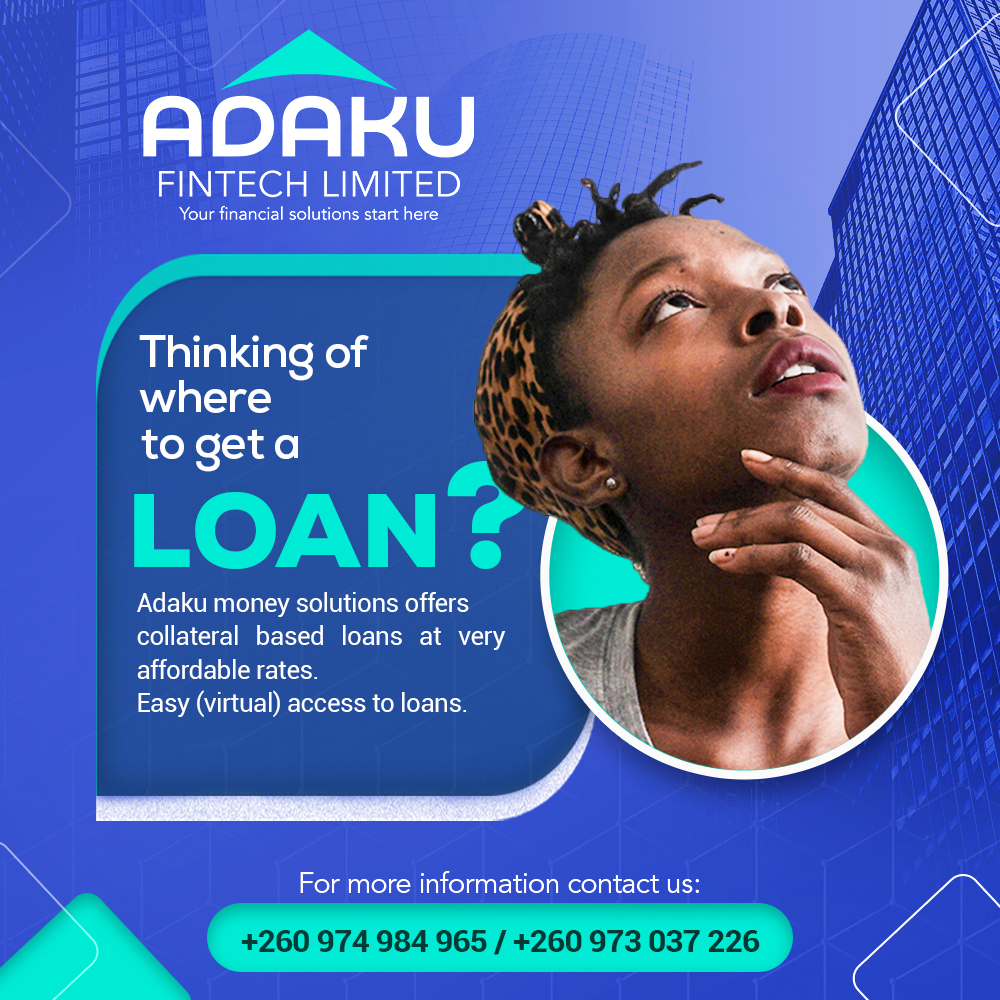 ADAKU
FINTECH LIMITED
Your financial solutions start here
Thinking of
where
to get a
LOAN?
Adaku money solutions offers
collateral based loans at very
affordable rates.
Easy (virtual) access to loans.
For more information contact us:
+260 974 984 965 / +260 973 037 226